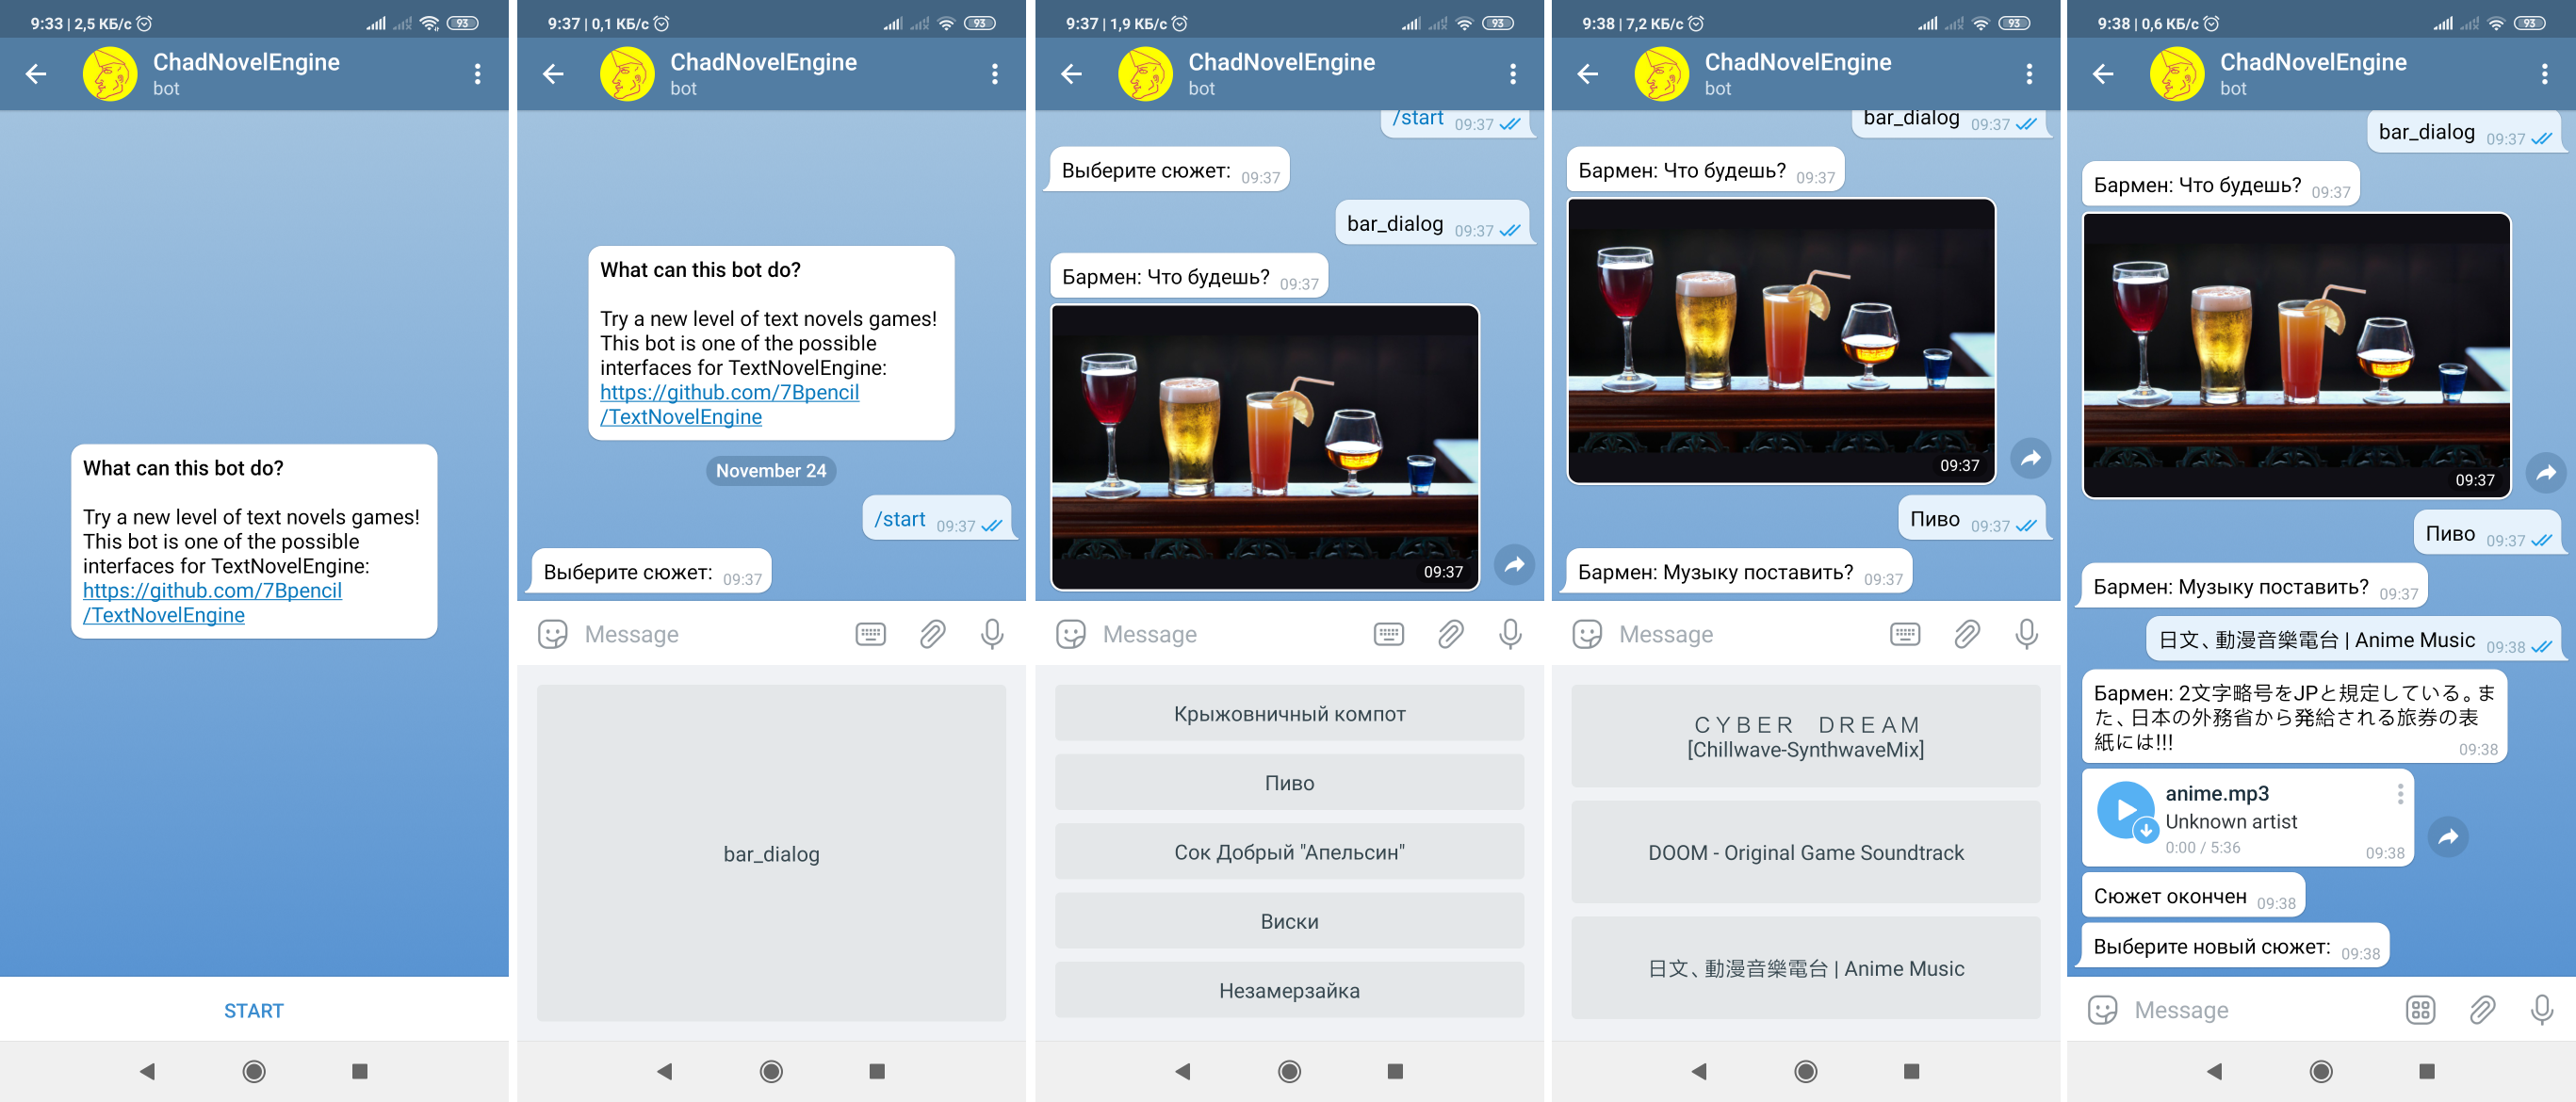 9:33 | 2,5 КБ/с
93
ChadNovelEngine
bot
What can this bot do?
Try a new level of text novels games!
This bot is one of the possible
interfaces for TextNovelEngine:
https://github.com/7Bpencil
/TextNovelEngine
START
9:37 | 0,1 КБ/с
93
ChadNovelEngine
bot
What can this bot do?
Try a new level of text novels games!
This bot is one of the possible
interfaces for TextNovelEngine:
https://github.com/7Bpencil
/TextNovelEngine
November 24
/start 09:37
Выберите сюжет: 09:37
Message
bar_dialog
9:37 | 1,9 КБ/с
93
ChadNovelEngine
bot
/start 09:37
Выберите сюжет: 09:37
bar_dialog 09:37
Бармен: Что будешь? 09:37
09:37
Message
Крыжовничный компот
Пиво
Сок Добрый "Апельсин"
Виски
Незамерзайка
9:38 | 7,2 КБ/с
93
ChadNovelEngine
bot
bar_dialog 09:37
Бармен: Что будешь? 09:37
09:37
Пиво 09:37
Бармен: Музыку поставить? 09:37
Message
ＣＹＢＥＲ　ＤＲＥＡＭ
[Chillwave-SynthwaveMix]
DOOM - Original Game Soundtrack
日文、動漫音樂電台 | Anime Music
9:38 | 0,6 КБ/с
93
ChadNovelEngine
bot
bar_dialog 09:37
Бармен: Что будешь? 09:37
09:37
Пиво 09:37
Бармен: Музыку поставить? 09:37
日文、動漫音樂電台 | Anime Music 09:38
Бармен: 2文字略号をJPと規定している。ま
た、日本の外務省から発給される旅券の表
紙には!!! 09:38
anime.mp3
Unknown artist
0:00 / 5:36 09:38
Сюжет окончен 09:38
Выберите новый сюжет: 09:38
Message